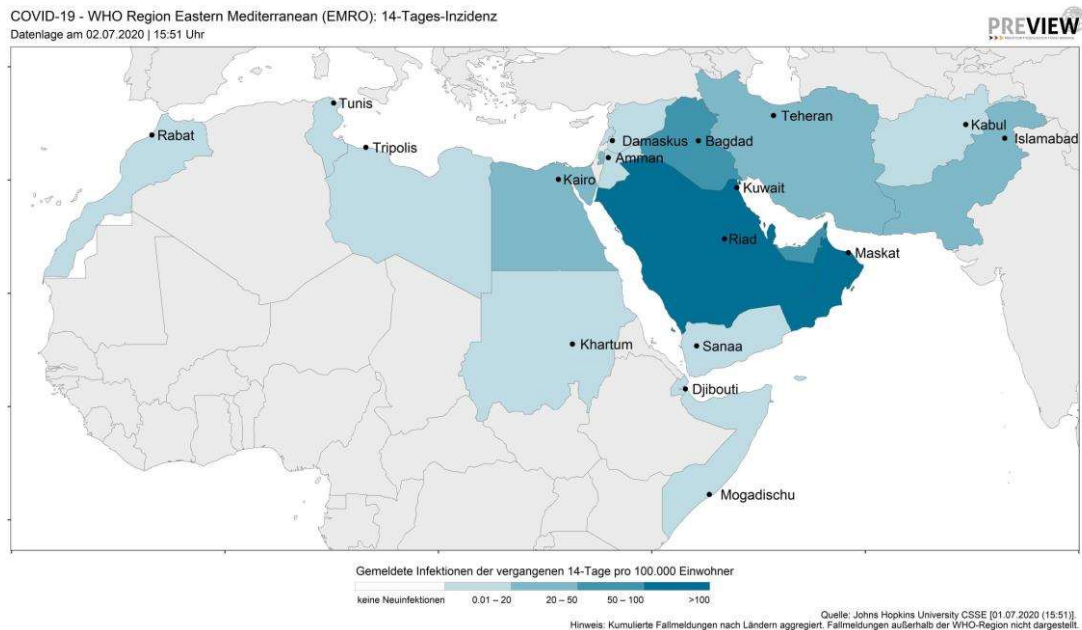 COVID-19 - WHO Region Eastern Mediterranean (EMRO): 14-Tages-Inzidenz
Datenlage am 02.07.2020 | 15:51 Uhr
PREVIEW
Tunis
Rabat
Tripolis
Teheran
Kabul
Damaskus
Bagdad
Islamabad
Amman
Kairo
Kuwait
Riad
Maskat
Khartum
Sanaa
Djibouti
Mogadischu
Gemeldete Infektionen der vergangenen 14-Tage pro 100.000 Einwohner
keine Neuinfektionen 0.01 – 20 20 – 50 50 – 100 >100
Quelle: Johns Hopkins University CSSE [01.07.2020 (15:51)].
Hinweis: Kumulierte Fallmeldungen nach Ländern aggregiert. Fallmeldungen außerhalb der WHO-Region nicht dargestellt.